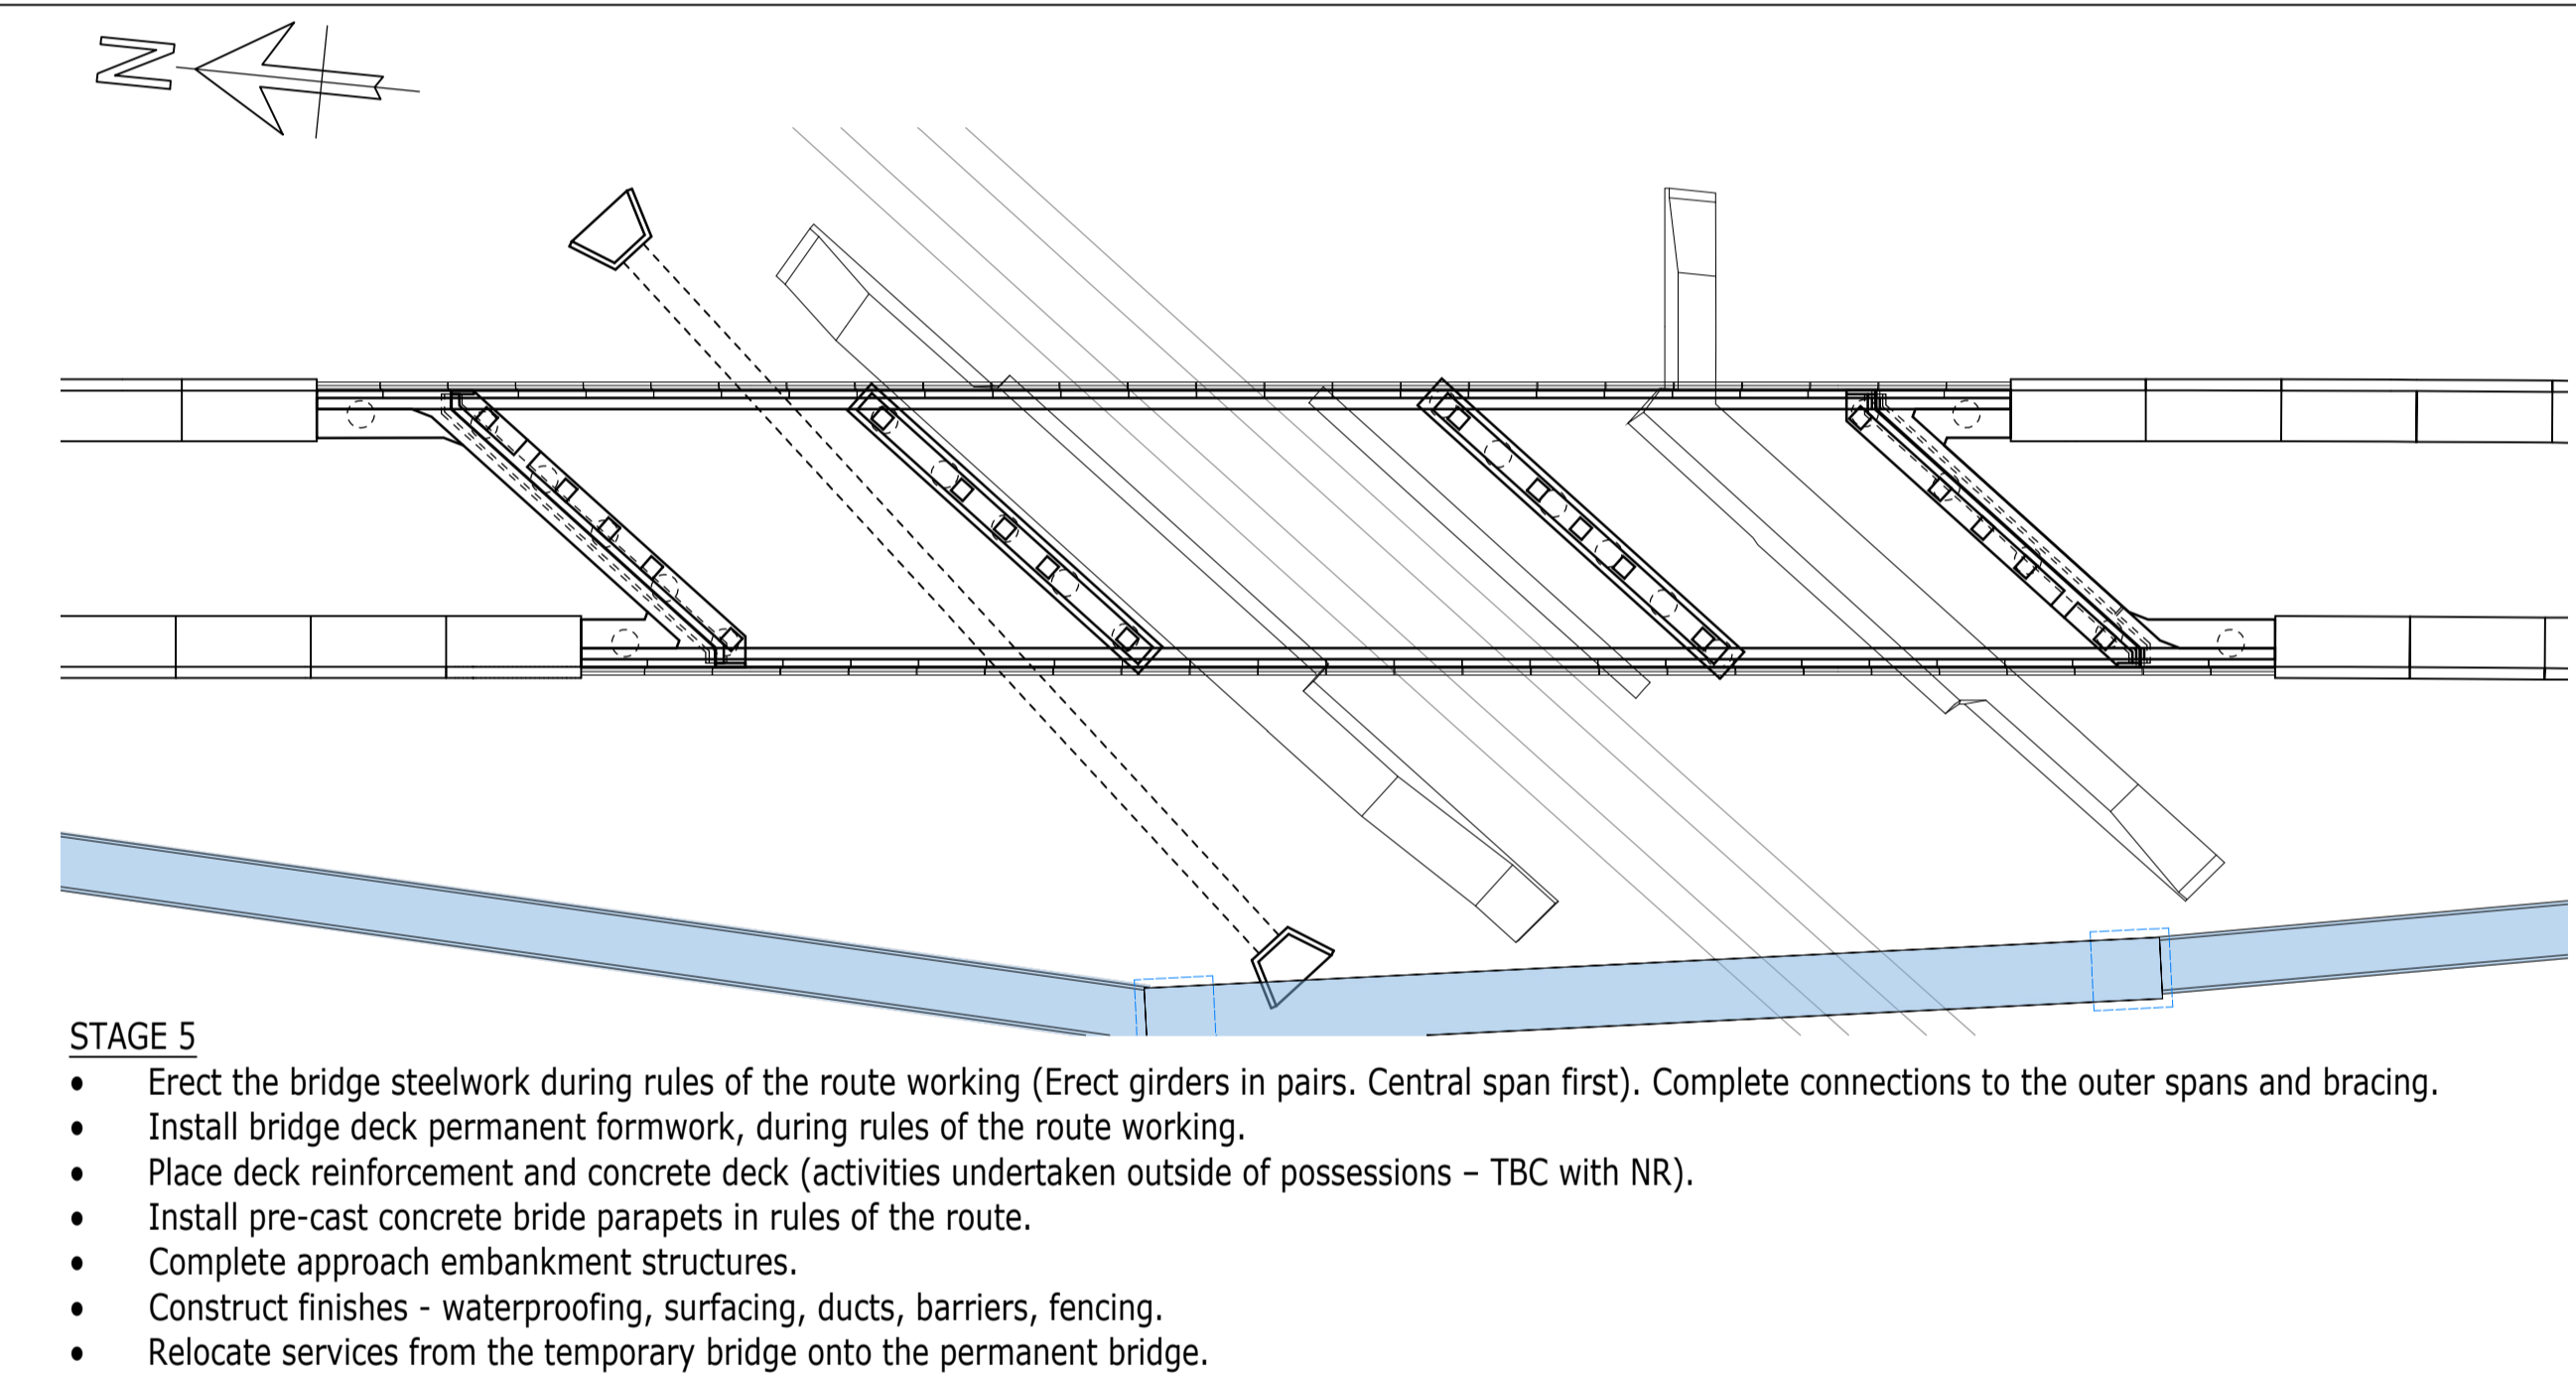 N
STAGE 5
• Erect the bridge steelwork during rules of the route working (Erect girders in pairs. Central span first). Complete connections to the outer spans and bracing.
• Install bridge deck permanent formwork, during rules of the route working.
• Place deck reinforcement and concrete deck (activities undertaken outside of possessions – TBC with NR).
• Install pre-cast concrete bride parapets in rules of the route.
• Complete approach embankment structures.
• Construct finishes - waterproofing, surfacing, ducts, barriers, fencing.
• Relocate services from the temporary bridge onto the permanent bridge.